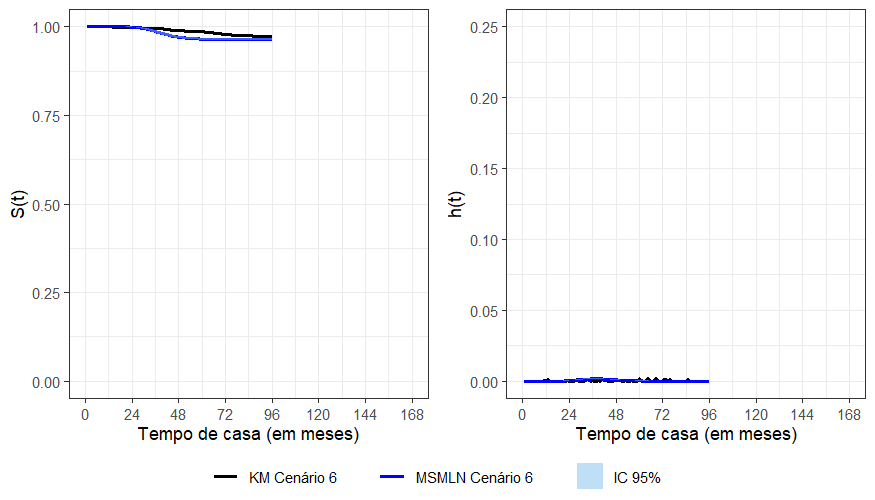 1.00
0.75
0.50
0.25
0.00
S(t)
0 24 48 72 96 120 144 168
Tempo de casa (em meses)
0.25
0.20
0.15
0.10
0.05
0.00
h(t)
0 24 48 72 96 120 144 168
Tempo de casa (em meses)
KM Cenário 6 MSMLN Cenário 6 IC 95%